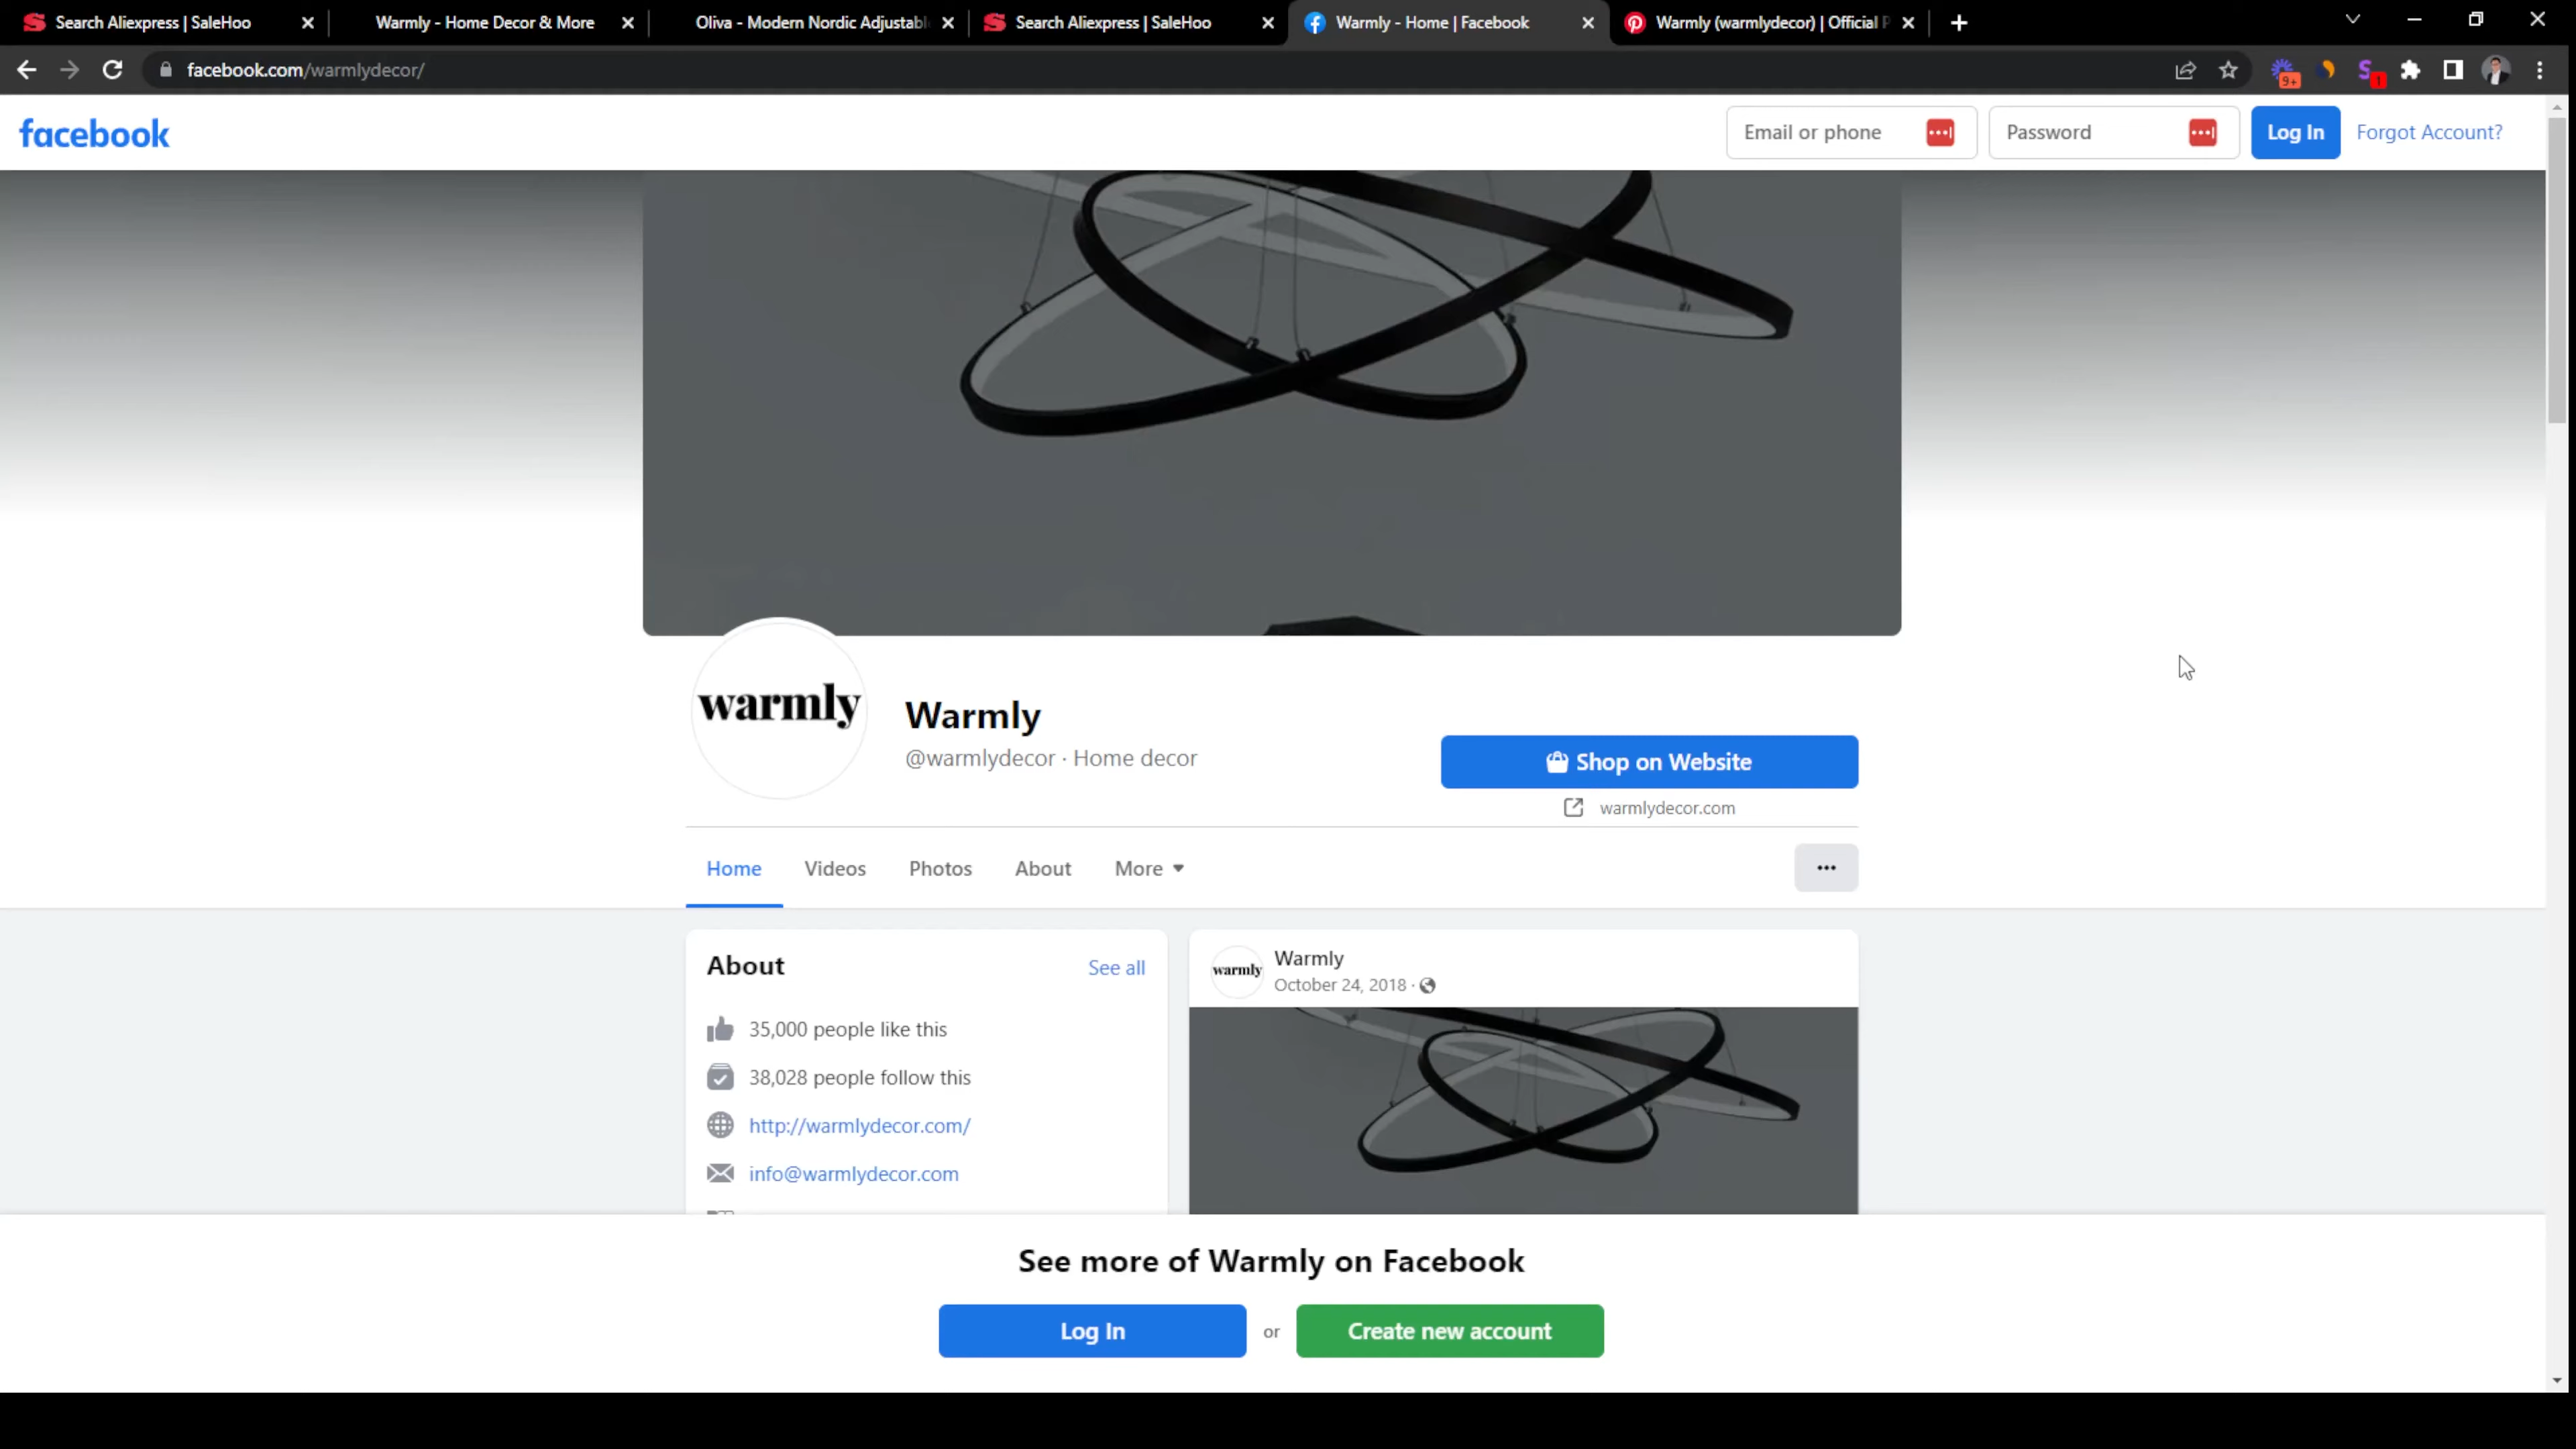 Search Aliexpress | SaleHoo
Warmly - Home Decor & More
Oliva - Modern Nordic Adjustabl
Search Aliexpress | SaleHoo
Warmly - Home | Facebook
Warmly (warmlydecor) | Official P
facebook.com/warmlydecor/
9+
1
facebook
Email or phone
Password
Log In
Forgot Account?
warmly
Warmly
@warmlydecor · Home decor
Shop on Website
warmlydecor.com
Home
Videos
Photos
About
More
About
See all
35,000 people like this
38,028 people follow this
http://warmlydecor.com/
info@warmlydecor.com
warmly
Warmly
October 24, 2018 ·
See more of Warmly on Facebook
Log In
or
Create new account